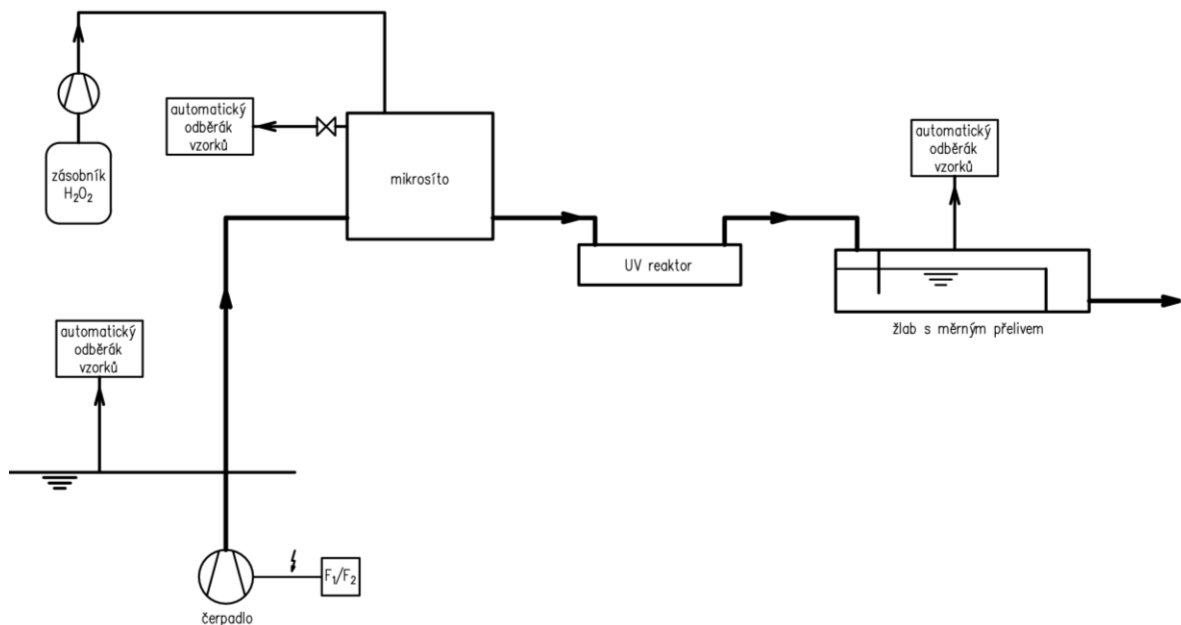 automatický
odběrák
vzorků
zásobník
H₂O₂
mikrosíto
automatický
odběrák
vzorků
UV reaktor
žlab s měrným přelivem
automatický
odběrák
vzorků
F₁/F₂
čerpadlo